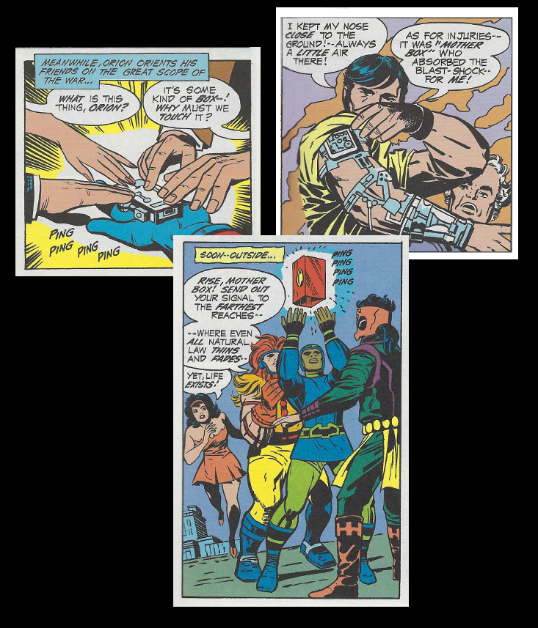 MEANWHILE, ORION ORIENTS HIS
FRIENDS ON THE GREAT SCOPE OF
THE WAR...
WHAT IS THIS
THING, ORION?
IT'S SOME
KIND OF BOX--!
WHY MUST WE
TOUCH IT?
PING
PING
PING
PING
I KEPT MY NOSE
CLOSE TO THE
GROUND!--ALWAYS
A LITTLE AIR
THERE!
AS FOR INJURIES--
IT WAS "MOTHER
BOX" WHO
ABSORBED THE
BLAST-SHOCK--
FOR ME!
SOON--OUTSIDE...
PING
PING
PING
PING
RISE, MOTHER
BOX! SEND OUT
YOUR SIGNAL TO
THE FARTHEST
REACHES--
--WHERE EVEN
ALL NATURAL
LAW THINS
AND FADES--
YET, LIFE
EXISTS!